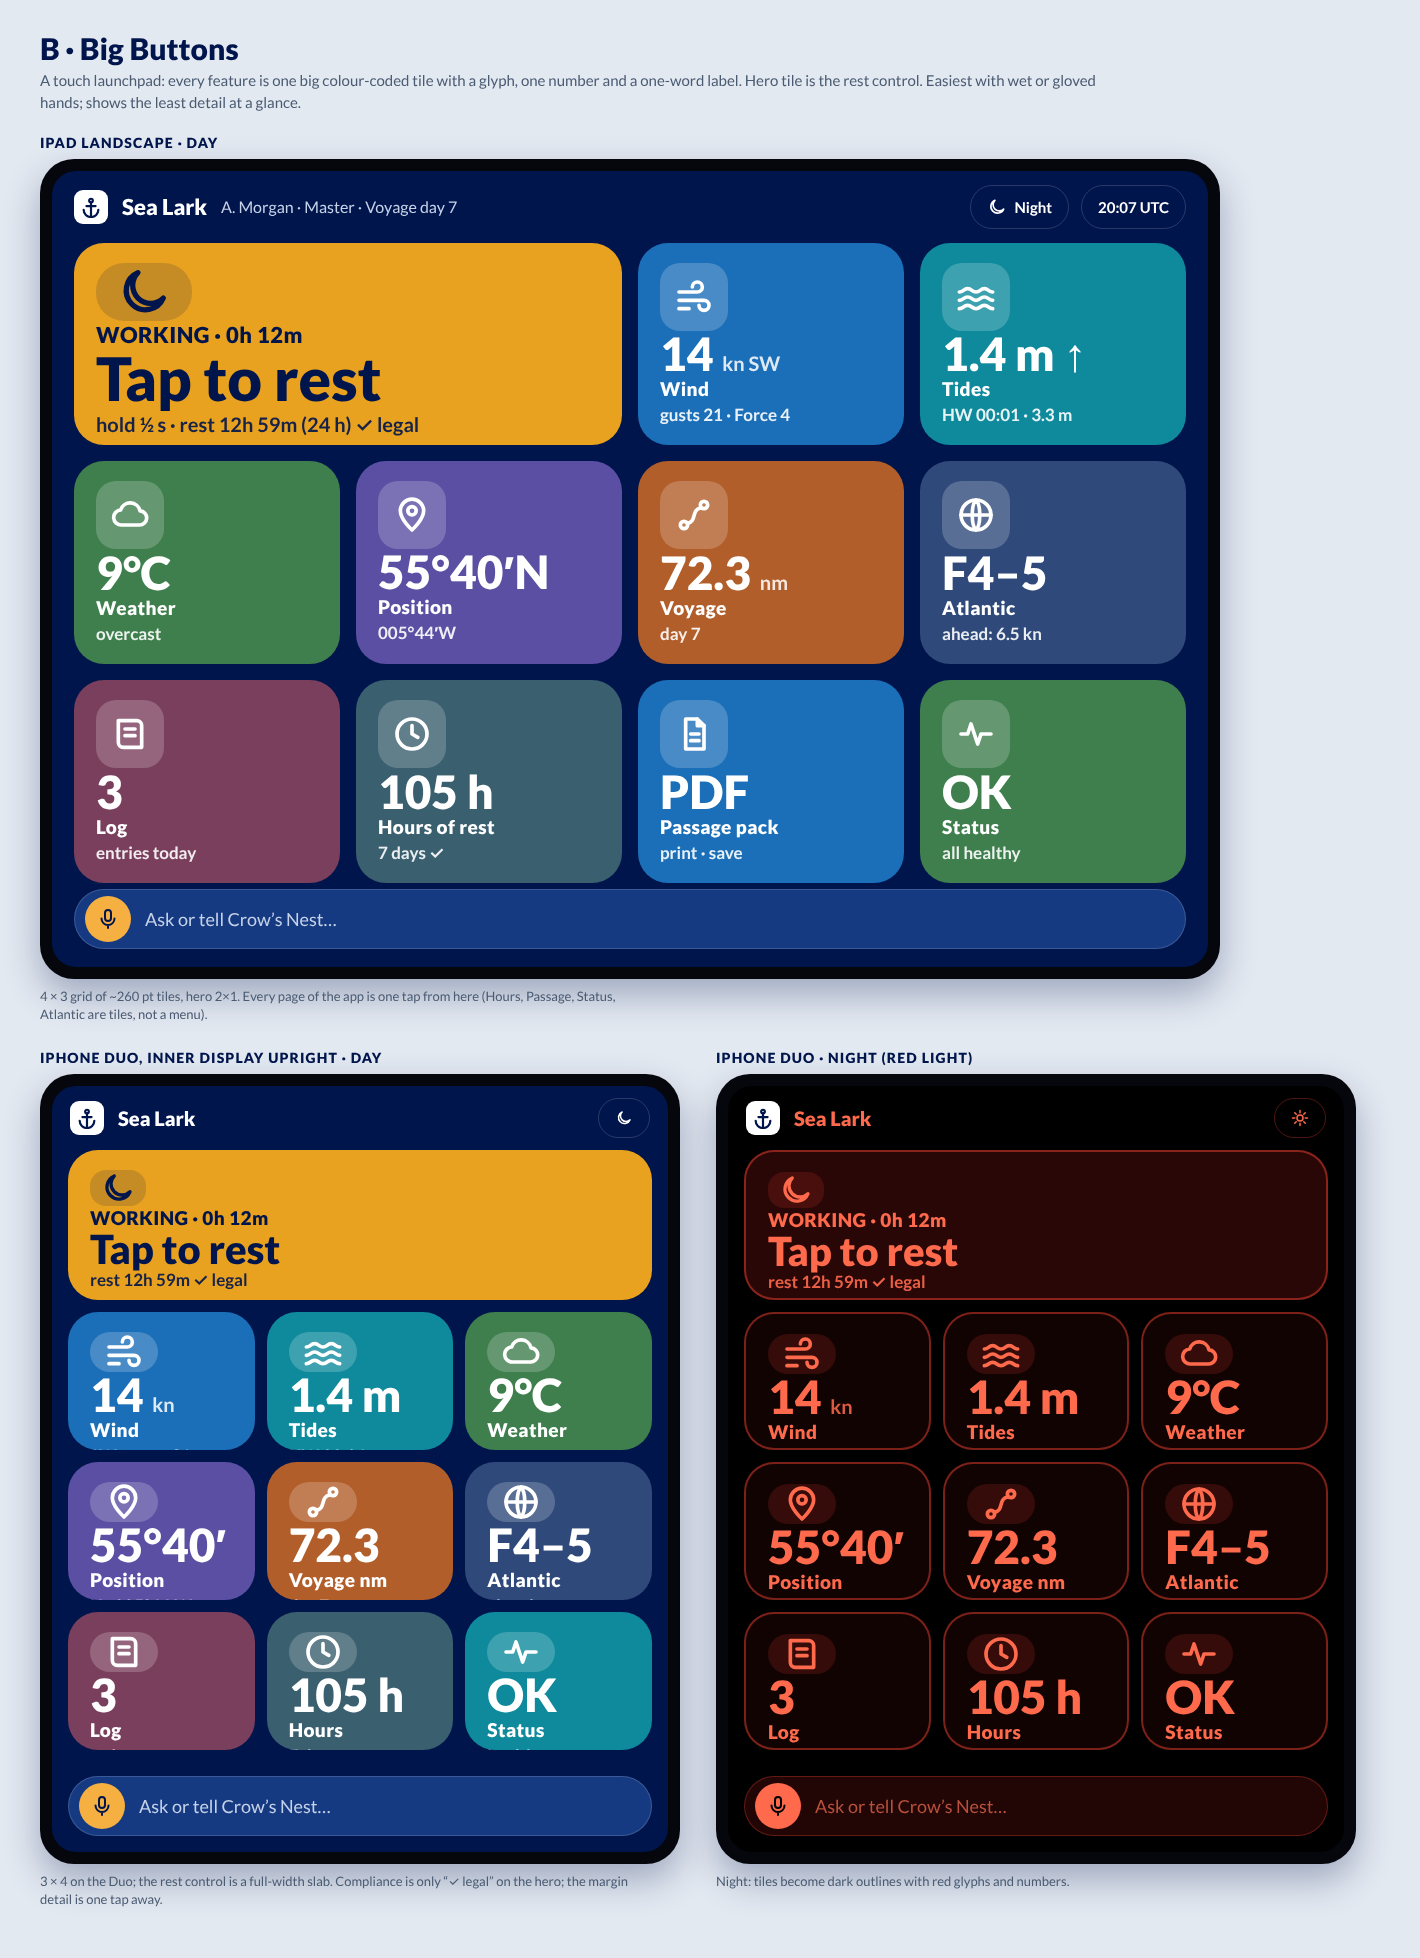 B · Big Buttons
A touch launchpad: every feature is one big colour-coded tile with a glyph, one number and a one-word label. Hero tile is the rest control. Easiest with wet or gloved
hands; shows the least detail at a glance.
IPAD LANDSCAPE · DAY
Sea Lark A. Morgan · Master · Voyage day 7
Night
20:07 UTC
WORKING · 0h 12m
Tap to rest
hold ½ s · rest 12h 59m (24 h) ✓ legal
14 kn SW
Wind
gusts 21 · Force 4
1.4 m ↑
Tides
HW 00:01 · 3.3 m
9°C
Weather
overcast
55°40′N
Position
005°44′W
72.3 nm
Voyage
day 7
F4–5
Atlantic
ahead: 6.5 kn
3
Log
entries today
105 h
Hours of rest
7 days ✓
PDF
Passage pack
print · save
OK
Status
all healthy
Ask or tell Crow’s Nest…
4 × 3 grid of ~260 pt tiles, hero 2×1. Every page of the app is one tap from here (Hours, Passage, Status,
Atlantic are tiles, not a menu).
IPHONE DUO, INNER DISPLAY UPRIGHT · DAY
Sea Lark
WORKING · 0h 12m
Tap to rest
rest 12h 59m ✓ legal
14 kn
Wind
1.4 m
Tides
9°C
Weather
55°40′
Position
72.3
Voyage nm
F4–5
Atlantic
3
Log
105 h
Hours
OK
Status
Ask or tell Crow’s Nest…
3 × 4 on the Duo; the rest control is a full-width slab. Compliance is only “✓ legal” on the hero; the margin
detail is one tap away.
IPHONE DUO · NIGHT (RED LIGHT)
Sea Lark
WORKING · 0h 12m
Tap to rest
rest 12h 59m ✓ legal
14 kn
Wind
1.4 m
Tides
9°C
Weather
55°40′
Position
72.3
Voyage nm
F4–5
Atlantic
3
Log
105 h
Hours
OK
Status
Ask or tell Crow’s Nest…
Night: tiles become dark outlines with red glyphs and numbers.